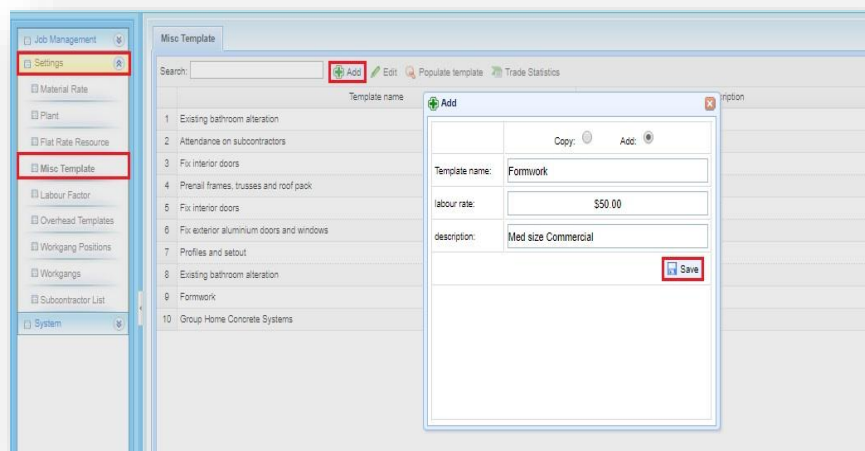 Job Management
Settings
Material Rate
Plant
Flat Rate Resource
Misc Template
Labour Factor
Overhead Templates
Workgang Positions
Workgangs
Subcontractor List
System
Misc Template
Search: Add Edit Populate template Trade Statistics
Template name
1 Existing bathroom alteration
2 Attendance on subcontractors
3 Fix interior doors
4 Prenail frames, trusses and roof pack
5 Fix interior doors
6 Fix exterior aluminium doors and windows
7 Profiles and setout
8 Existing bathroom alteration
9 Formwork
10 Group Home Concrete Systems
Add
Copy: Add:
Template name: Formwork
labour rate: $50.00
description: Med size Commercial
Save